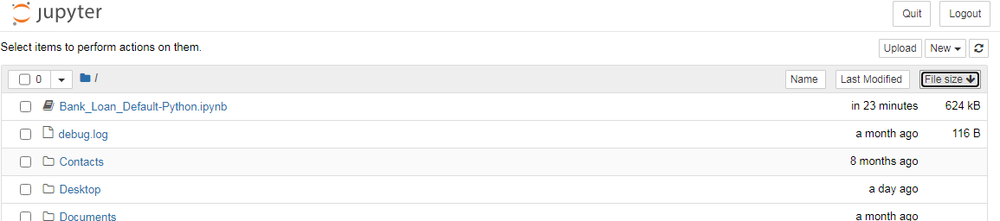 jupyter
Quit Logout
Select items to perform actions on them.
Upload New
0 / Name Last Modified File size
Bank_Loan_Default-Python.ipynb in 23 minutes 624 kB
debug.log a month ago 116 B
Contacts 8 months ago
Desktop a day ago
Documents a month ago